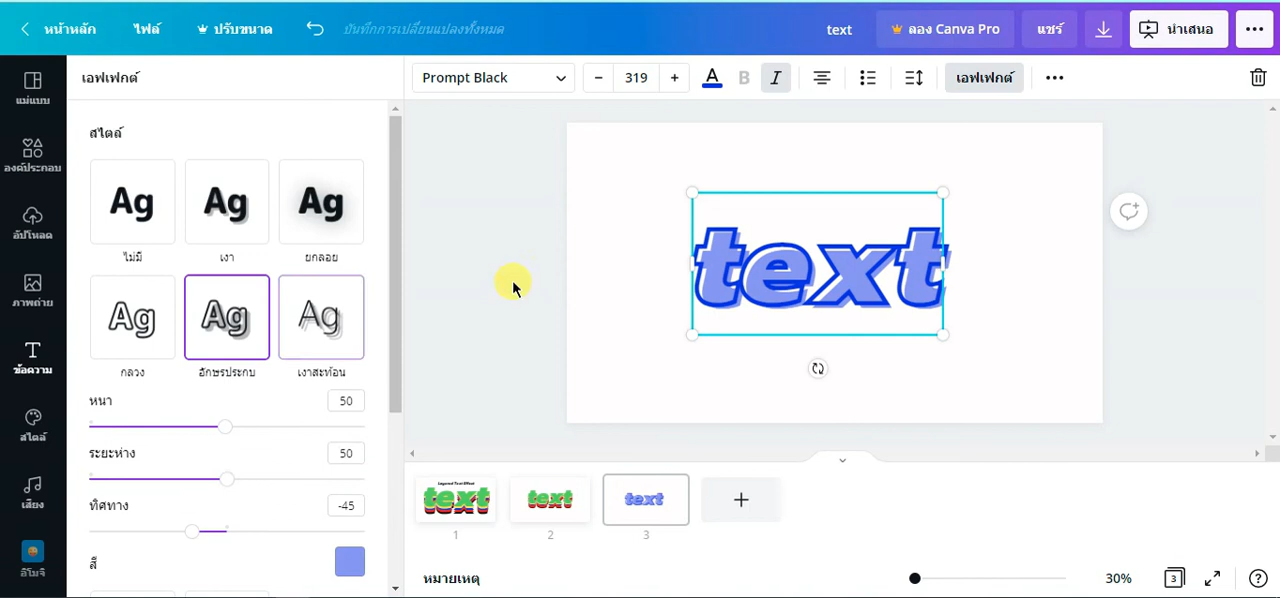 หน้าหลัก ไฟล์ ปรับขนาด บันทึกการเปลี่ยนแปลงทั้งหมด text ลอง Canva Pro แชร์ นำเสนอ
เอฟเฟกต์ Prompt Black − 319 + A B I เอฟเฟกต์
แม่แบบ
องค์ประกอบ
อัปโหลด
ภาพถ่าย
ข้อความ
สไตล์
เสียง
อีโมจิ
สไตล์
Ag Ag Ag
ไม่มี เงา ยกลอย
Ag Ag Ag
กลวง อักษรประกบ เงาสะท้อน
หนา 50
ระยะห่าง 50
ทิศทาง -45
สี
text
Layered Text Effect
text text text +
1 2 3
หมายเหตุ 30% 3 ?